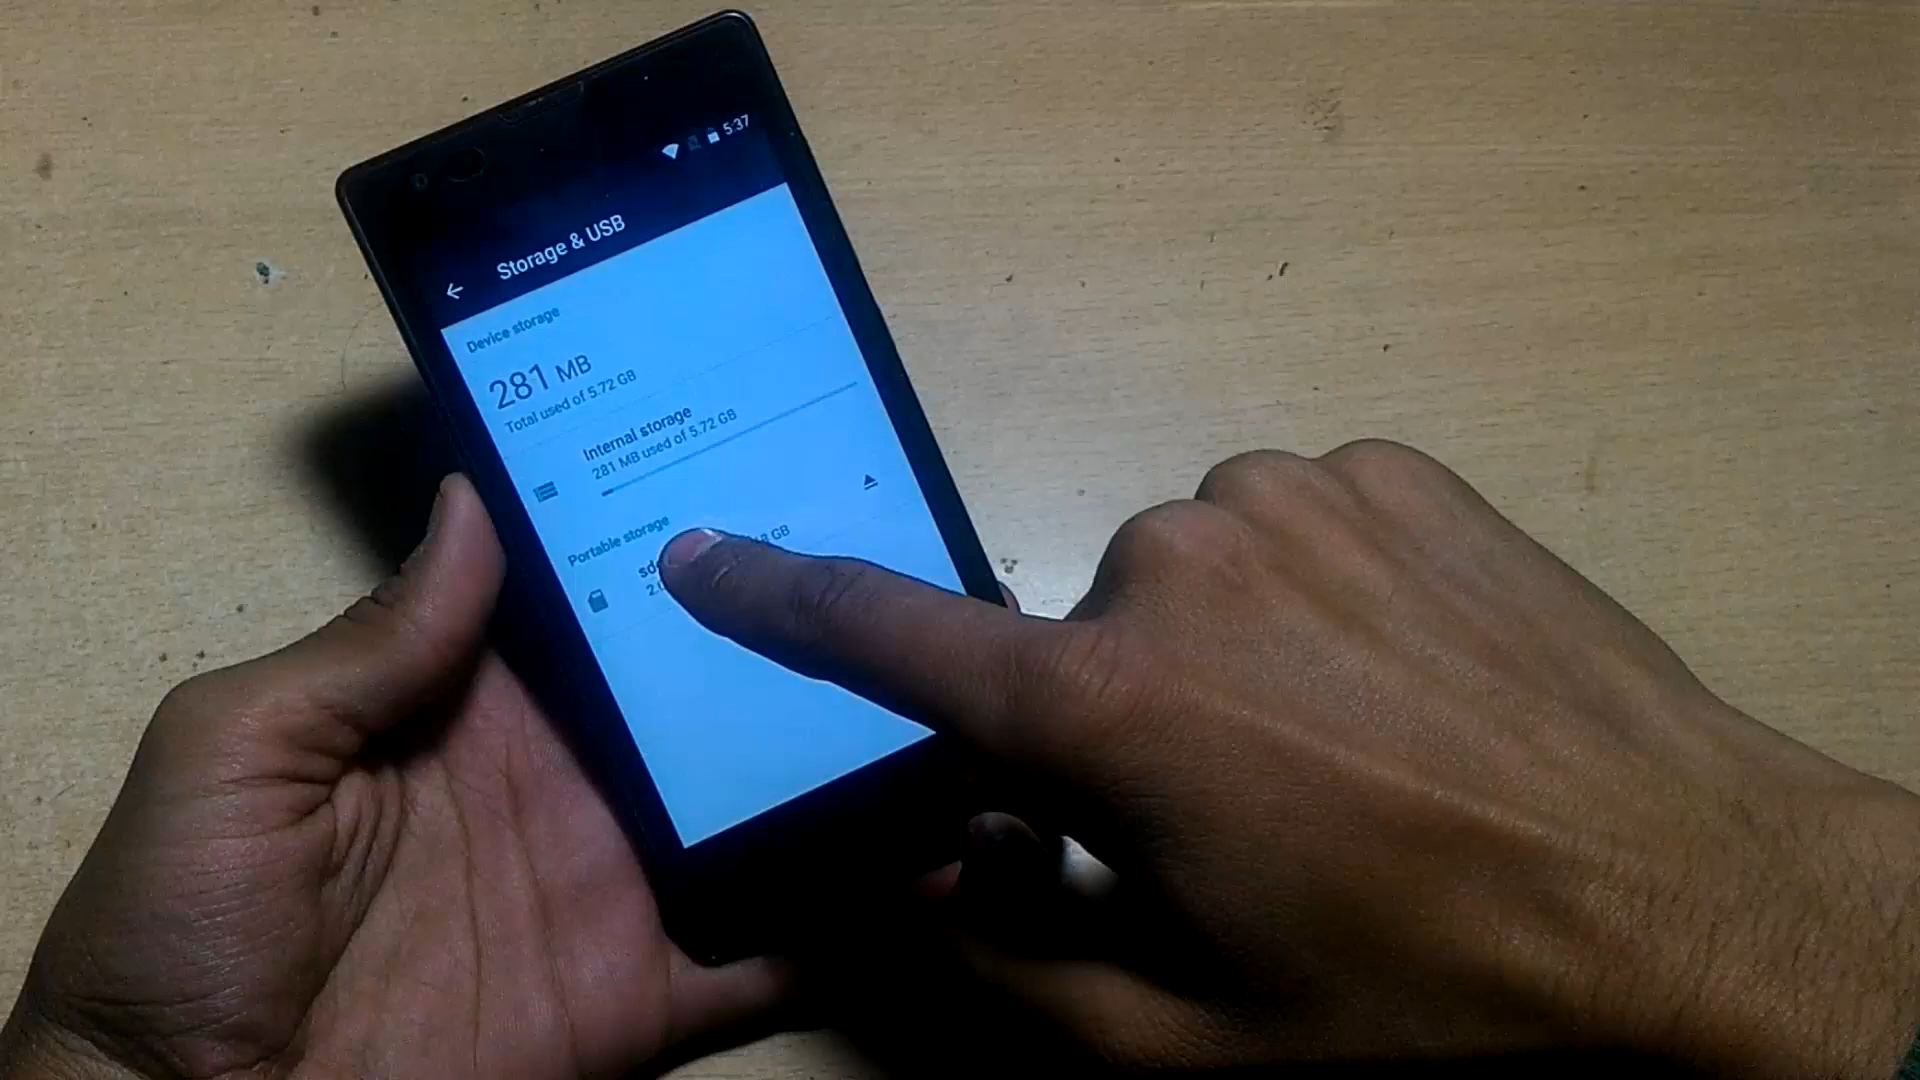 5:37
Storage & USB
Device storage
281 MB
Total used of 5.72 GB
Internal storage
281 MB used of 5.72 GB
Portable storage
GB